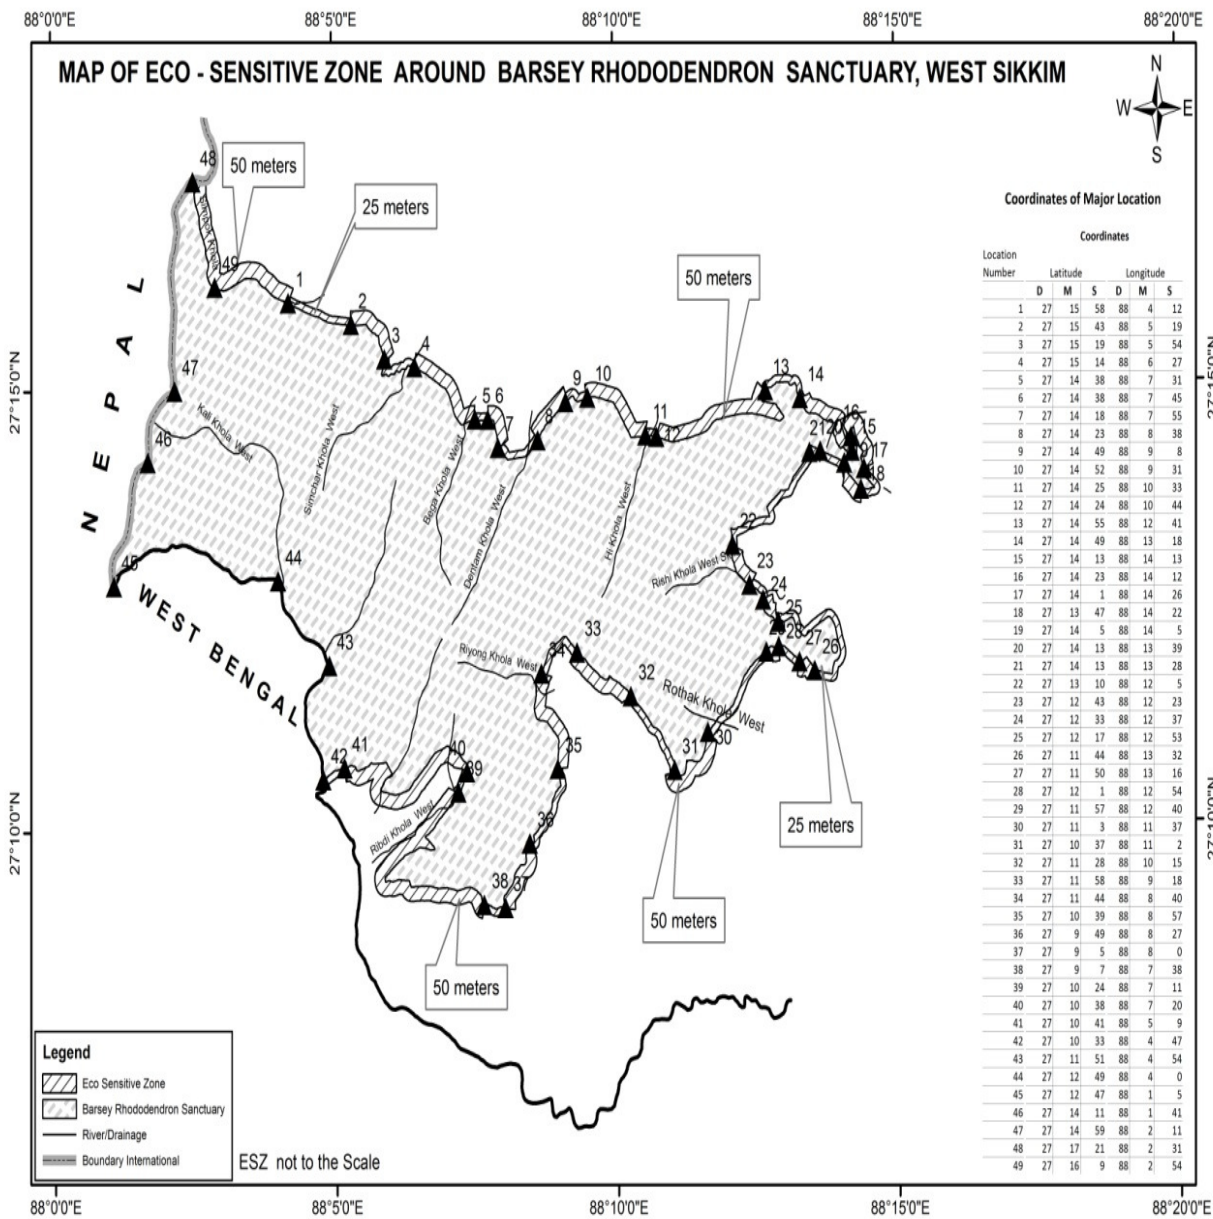 88°0'0"E 88°5'0"E 88°10'0"E 88°15'0"E 88°20'0"E
MAP OF ECO - SENSITIVE ZONE AROUND BARSEY RHODODENDRON SANCTUARY, WEST SIKKIM
N
W E
S
48
50 meters
25 meters
Khola
49
1
2
3
4
50 meters
47
5 6
7
8
9 10
11
13
14
16
15
17
18
21 20
27°15'0"N
27°15'0"N
NEPAL
46
Kali Khola West
Simchar Khola West
Bega Khola West
Dentam Khola West
Hi Khola West
Rishi Khola West
22
23
24
25
28
27
26
45
44
WEST BENGAL
43
Riyong Khola West
34
33
32
Rothak Khola West
31
30
35
42
41
40
39
Ribdi Khola West
36
38
37
27°10'0"N
25 meters
50 meters
50 meters
Coordinates of Major Location
Coordinates
Location
Number Latitude Longitude
D M S D M S
1 27 15 58 88 4 12
2 27 15 43 88 5 19
3 27 15 19 88 5 54
4 27 15 14 88 6 27
5 27 14 38 88 7 31
6 27 14 38 88 7 45
7 27 14 18 88 7 55
8 27 14 23 88 8 38
9 27 14 49 88 9 8
10 27 14 52 88 9 31
11 27 14 25 88 10 33
12 27 14 24 88 10 44
13 27 14 55 88 12 41
14 27 14 49 88 13 18
15 27 14 13 88 14 13
16 27 14 23 88 14 12
17 27 14 1 88 14 26
18 27 13 47 88 14 22
19 27 14 5 88 14 5
20 27 14 13 88 13 39
21 27 14 13 88 13 28
22 27 13 10 88 12 5
23 27 12 43 88 12 23
24 27 12 33 88 12 37
25 27 12 17 88 12 53
26 27 11 44 88 13 32
27 27 11 50 88 13 16
28 27 12 1 88 12 54
29 27 11 57 88 12 40
30 27 11 3 88 11 37
31 27 10 37 88 11 2
32 27 11 28 88 10 15
33 27 11 58 88 9 18
34 27 11 44 88 8 40
35 27 10 39 88 8 57
36 27 9 49 88 8 27
37 27 9 5 88 8 0
38 27 9 7 88 7 38
39 27 10 24 88 7 11
40 27 10 38 88 7 20
41 27 10 41 88 5 9
42 27 10 33 88 4 47
43 27 11 51 88 4 54
44 27 12 49 88 4 0
45 27 12 47 88 1 5
46 27 14 11 88 1 41
47 27 14 59 88 2 11
48 27 17 21 88 2 31
49 27 16 9 88 2 54
Legend
Eco Sensitive Zone
Barsey Rhododendron Sanctuary
River/Drainage
Boundary International
ESZ not to the Scale
88°0'0"E 88°5'0"E 88°10'0"E 88°15'0"E 88°20'0"E